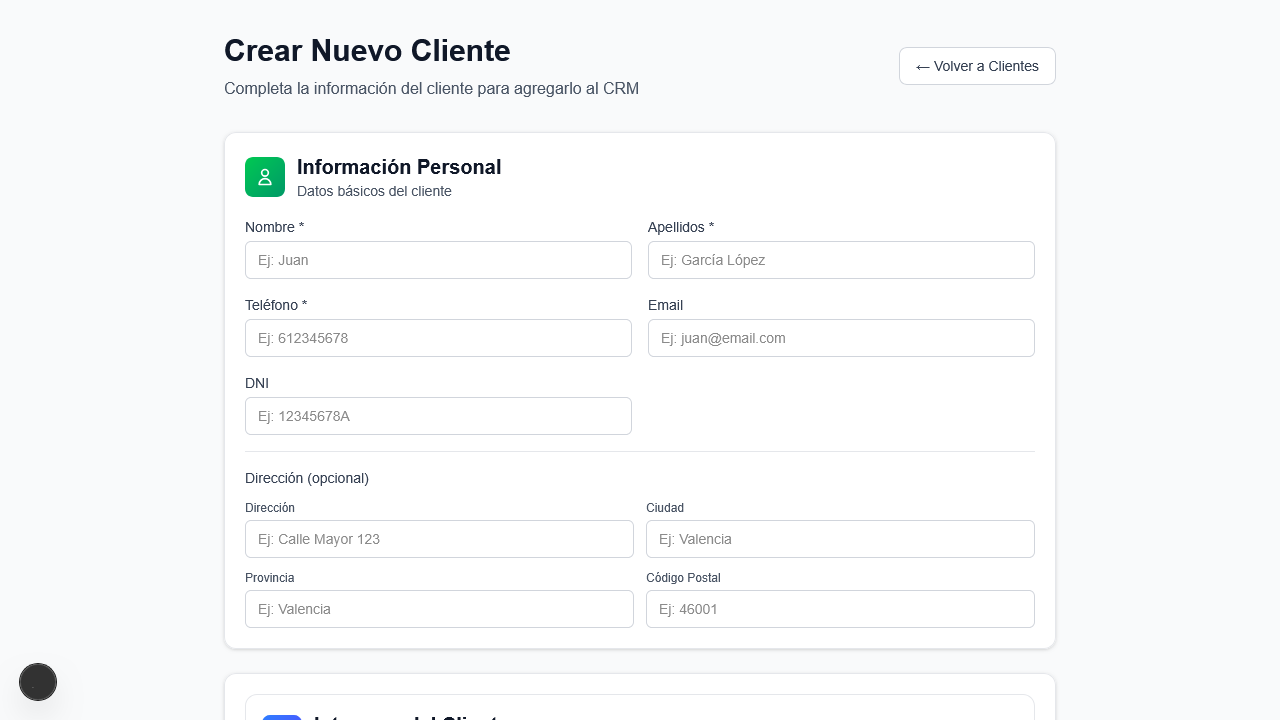 Crear Nuevo Cliente
Completa la información del cliente para agregarlo al CRM
← Volver a Clientes
Información Personal
Datos básicos del cliente
Nombre *
Apellidos *
Ej: Juan
Ej: García López
Teléfono *
Email
Ej: 612345678
Ej: juan@email.com
DNI
Ej: 12345678A
Dirección (opcional)
Dirección
Ciudad
Ej: Calle Mayor 123
Ej: Valencia
Provincia
Código Postal
Ej: Valencia
Ej: 46001